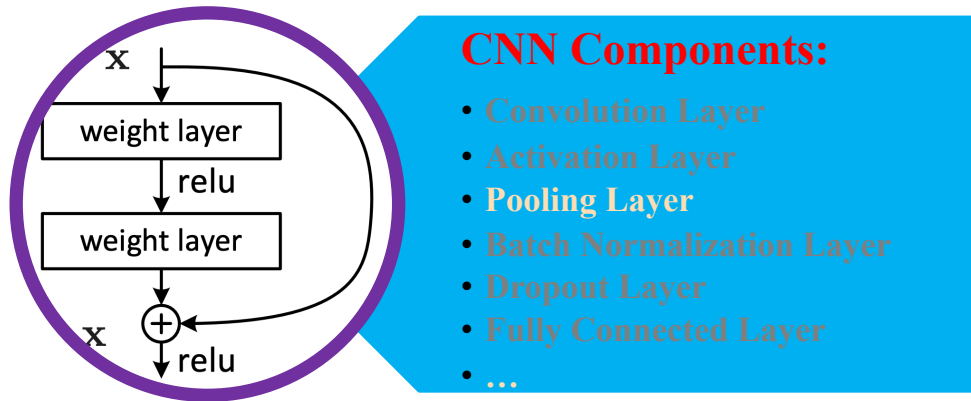 x
weight layer
relu
weight layer
+
x
relu
CNN Components:
• Convolution Layer
• Activation Layer
• Pooling Layer
• Batch Normalization Layer
• Dropout Layer
• Fully Connected Layer
• ...